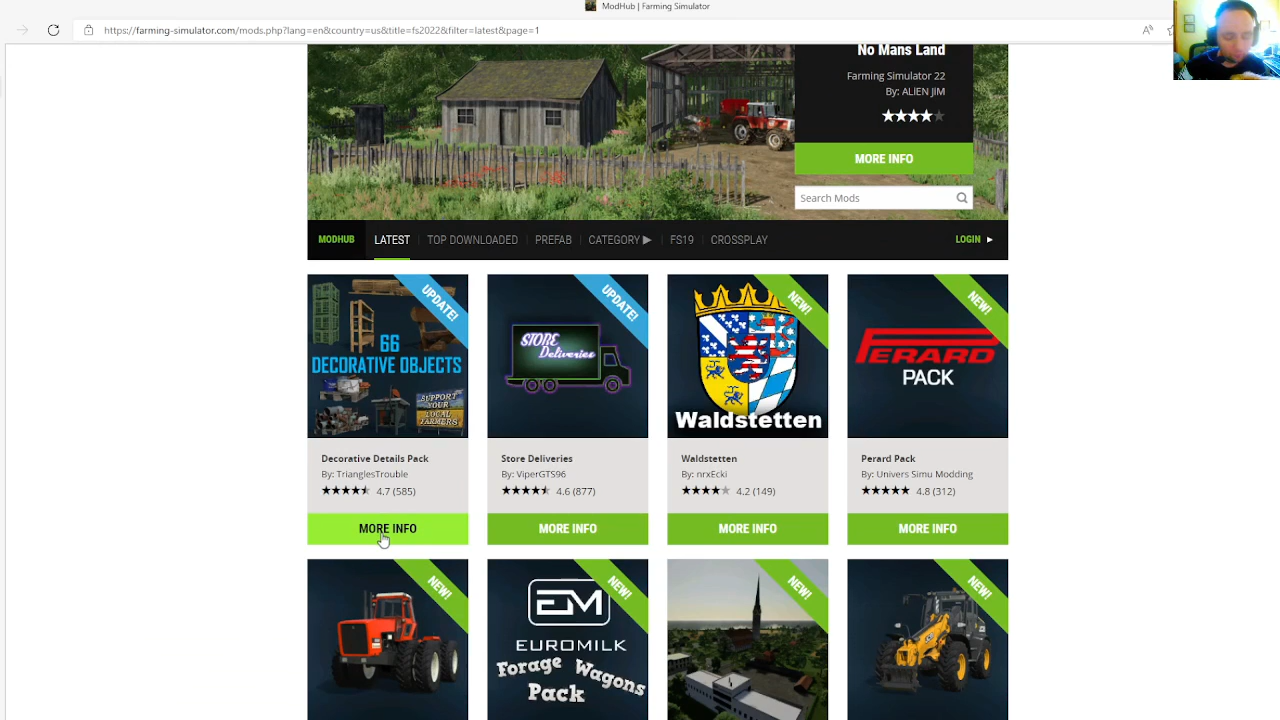 ModHub | Farming Simulator
https://farming-simulator.com/mods.php?lang=en&country=us&title=fs2022&filter=latest&page=1
No Mans Land
Farming Simulator 22
By: ALIEN JIM
MORE INFO
Search Mods
MODHUB
LATEST
TOP DOWNLOADED
PREFAB
CATEGORY
FS19
CROSSPLAY
LOGIN
UPDATE!
66
DECORATIVE OBJECTS
SUPPORT
YOUR
LOCAL
FARMERS
Decorative Details Pack
By: TrianglesTrouble
4.7 (585)
MORE INFO
UPDATE!
STORE
Deliveries
Store Deliveries
By: ViperGTS96
4.6 (877)
MORE INFO
NEW!
Waldstetten
Waldstetten
By: nrxEcki
4.2 (149)
MORE INFO
NEW!
PERARD
PACK
Perard Pack
By: Univers Simu Modding
4.8 (312)
MORE INFO
NEW!
NEW!
EM
EUROMILK
Forage Wagons
Pack
NEW!
NEW!